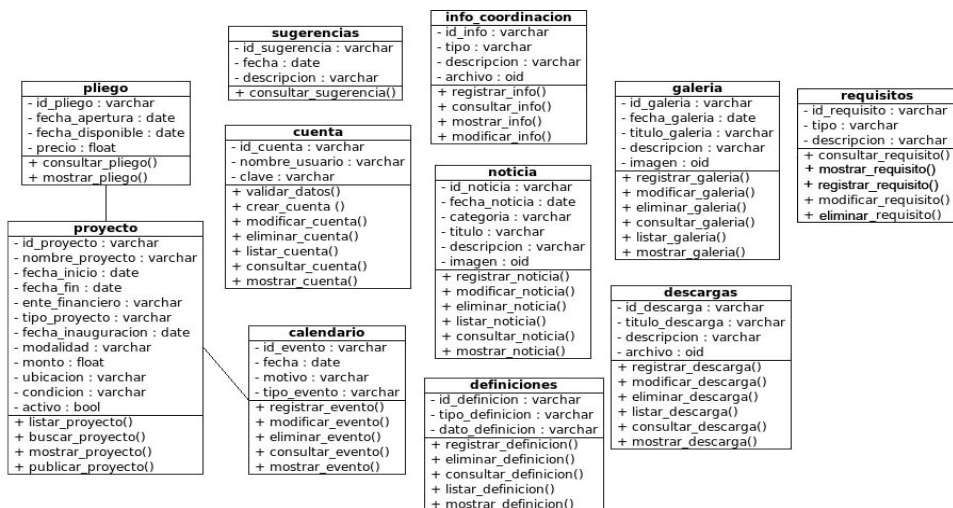 pliego
- id_pliego : varchar
- fecha_apertura : date
- fecha_disponible : date
- precio : float
+ consultar_pliego()
+ mostrar_pliego()
proyecto
- id_proyecto : varchar
- nombre_proyecto : varchar
- fecha_inicio : date
- fecha_fin : date
- ente_financiero : varchar
- tipo_proyecto : varchar
- fecha_inauguracion : date
- modalidad : varchar
- monto : float
- ubicacion : varchar
- condicion : varchar
- activo : bool
+ listar_proyecto()
+ buscar_proyecto()
+ mostrar_proyecto()
+ publicar_proyecto()
sugerencias
- id_sugerencia : varchar
- fecha : date
- descripcion : varchar
+ consultar_sugerencia()
cuenta
- id_cuenta : varchar
- nombre_usuario : varchar
- clave : varchar
+ validar_datos()
+ crear_cuenta ()
+ modificar_cuenta()
+ eliminar_cuenta()
+ listar_cuenta()
+ consultar_cuenta()
+ mostrar_cuenta()
calendario
- id_evento : varchar
- fecha : date
- motivo : varchar
- tipo_evento : varchar
+ registrar_evento()
+ modificar_evento()
+ eliminar_evento()
+ consultar_evento()
+ mostrar_evento()
info_coordinacion
- id_info : varchar
- tipo : varchar
- descripcion : varchar
- archivo : oid
+ registrar_info()
+ consultar_info()
+ mostrar_info()
+ modificar_info()
noticia
- id_noticia : varchar
- fecha_noticia : date
- categoria : varchar
- titulo : varchar
- descripcion : varchar
- imagen : oid
+ registrar_noticia()
+ modificar_noticia()
+ eliminar_noticia()
+ listar_noticia()
+ consultar_noticia()
+ mostrar_noticia()
definiciones
- id_definicion : varchar
- tipo_definicion : varchar
- dato_definicion : varchar
+ registrar_definicion()
+ eliminar_definicion()
+ consultar_definicion()
+ listar_definicion()
+ mostrar_definicion()
galeria
- id_galeria : varchar
- fecha_galeria : date
- titulo_galeria : varchar
- descripcion : varchar
- imagen : oid
+ registrar_galeria()
+ modificar_galeria()
+ eliminar_galeria()
+ consultar_galeria()
+ listar_galeria()
+ mostrar_galeria()
descargas
- id_descarga : varchar
- titulo_descarga : varchar
- descripcion : varchar
- archivo : oid
+ registrar_descarga()
+ modificar_descarga()
+ eliminar_descarga()
+ listar_descarga()
+ consultar_descarga()
+ mostrar_descarga()
requisitos
- id_requisito : varchar
- tipo : varchar
- descripcion : varchar
+ consultar_requisito()
+ mostrar_requisito()
+ registrar_requisito()
+ modificar_requisito()
+ eliminar_requisito()